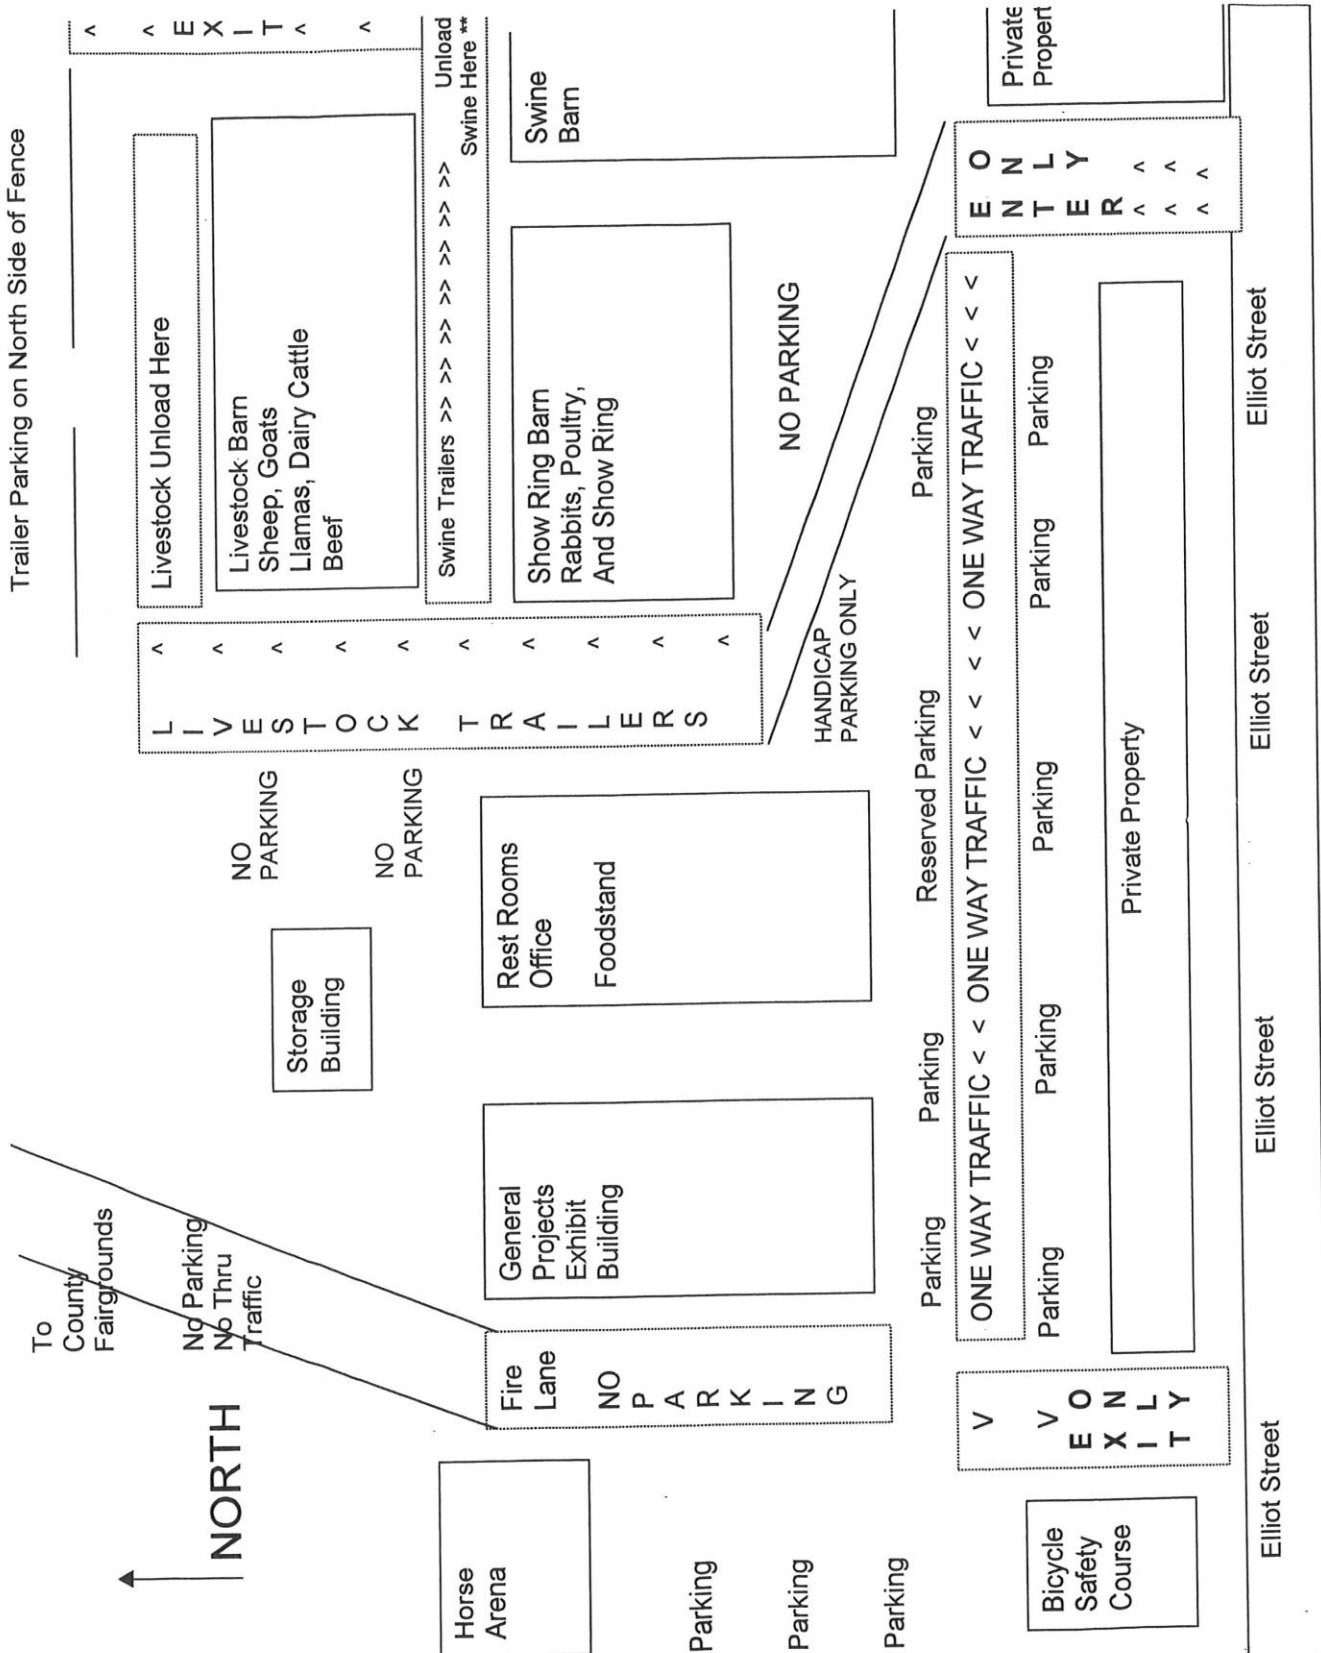 Trailer Parking on North Side of Fence
To
County
Fairgrounds
No Parking
No Thru
Traffic
NORTH
^
^
E
X
I
T
^
^
Livestock Unload Here
Livestock Barn
Sheep, Goats
Llamas, Dairy Cattle
Beef
L ^
I
V ^
E
S ^
T
O ^
C
K ^
T ^
R
A ^
I
L ^
E
R ^
S ^
NO
PARKING
NO
PARKING
Storage
Building
Swine Trailers >> >> >> >> >> >> >> >> >> >>
Unload
Swine Here **
Horse
Arena
Fire
Lane
NO
P
A
R
K
I
N
G
General
Projects
Exhibit
Building
Rest Rooms
Office
Foodstand
Show Ring Barn
Rabbits, Poultry,
And Show Ring
Swine
Barn
NO PARKING
HANDICAP
PARKING ONLY
Parking
Parking
Parking
Parking
Parking
Reserved Parking
Parking
ONE WAY TRAFFIC < < ONE WAY TRAFFIC < < < < < ONE WAY TRAFFIC < < <
Parking
Parking
Parking
Parking
Parking
E O
N N
T L
E Y
R
^ ^
^ ^
^ ^
Private
Propert
Bicycle
Safety
Course
V
V
E O
X N
I L
T Y
Private Property
Elliot Street
Elliot Street
Elliot Street
Elliot Street